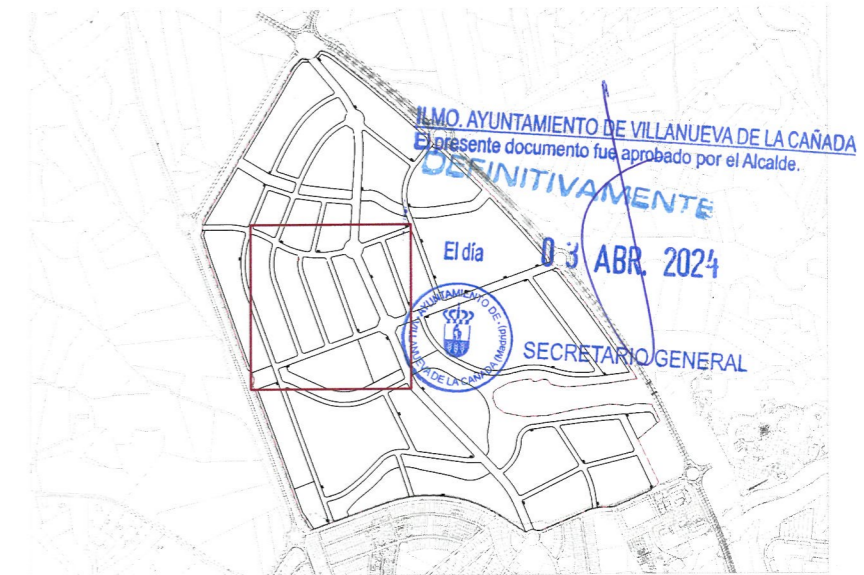 ILMO. AYUNTAMIENTO DE VILLANUEVA DE LA CAÑADA
El presente documento fue aprobado por el Alcalde.
DEFINITIVAMENTE
El día 03 ABR. 2024
AYUNTAMIENTO DE VILLANUEVA DE LA CAÑADA (Madrid)
SECRETARIO GENERAL